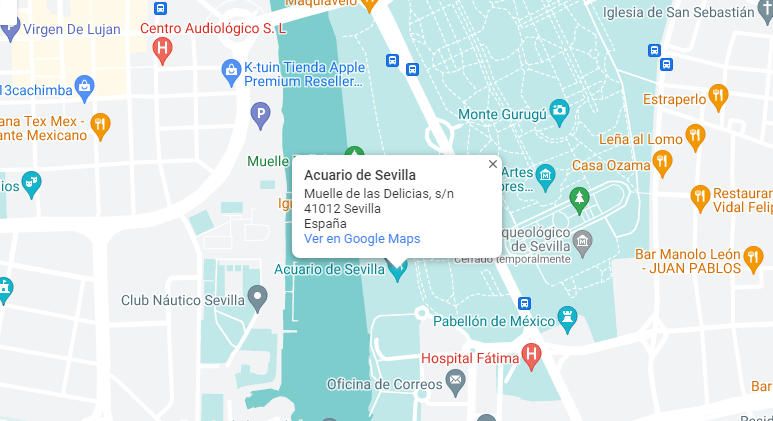 Maquiavelo
Iglesia de San Sebastián
Virgen De Lujan
Centro Audiológico S. L
K-tuin Tienda Apple
Premium Reseller...
13cachimba
Estraperlo
Monte Gurugú
ana Tex Mex -
ante Mexicano
Leña al Lomo
Muelle
Casa Ozama
Acuario de Sevilla
Muelle de las Delicias, s/n
41012 Sevilla
España
Ver en Google Maps
Artes
ores...
ios
Restaurant
Vidal Felip
queológico
de Sevilla
Cerrado temporalmente
Bar Manolo León
- JUAN PABLOS
Acuario de Sevilla
Club Náutico Sevilla
Pabellón de México
Hospital Fátima
Oficina de Correos
Bar